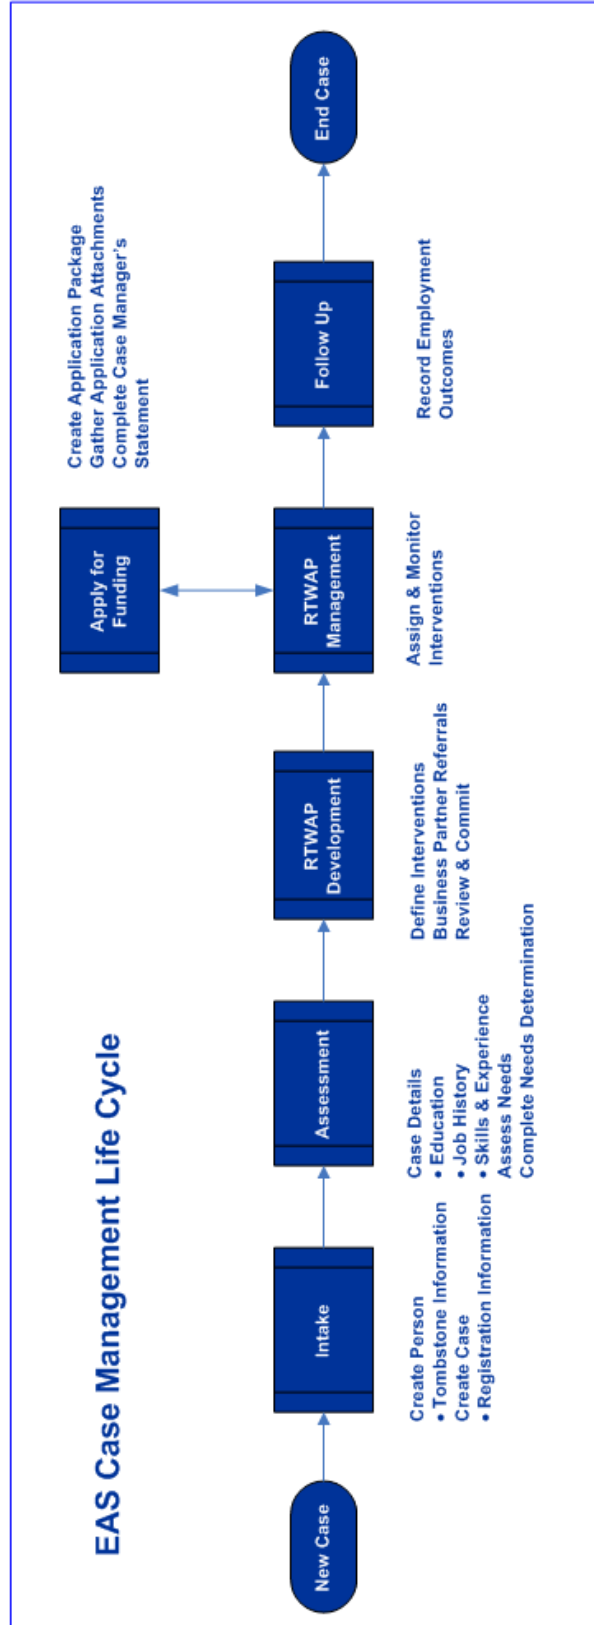 EAS Case Management Life Cycle
New Case
Intake
Create Person
• Tombstone Information
Create Case
• Registration Information
Assessment
Case Details
• Education
• Job History
• Skills & Experience
Assess Needs
Complete Needs Determination
RTWAP
Development
Define Interventions
Business Partner Referrals
Review & Commit
RTWAP
Management
Assign & Monitor
Interventions
Apply for
Funding
Create Application Package
Gather Application Attachments
Complete Case Manager's
Statement
Follow Up
Record Employment
Outcomes
End Case